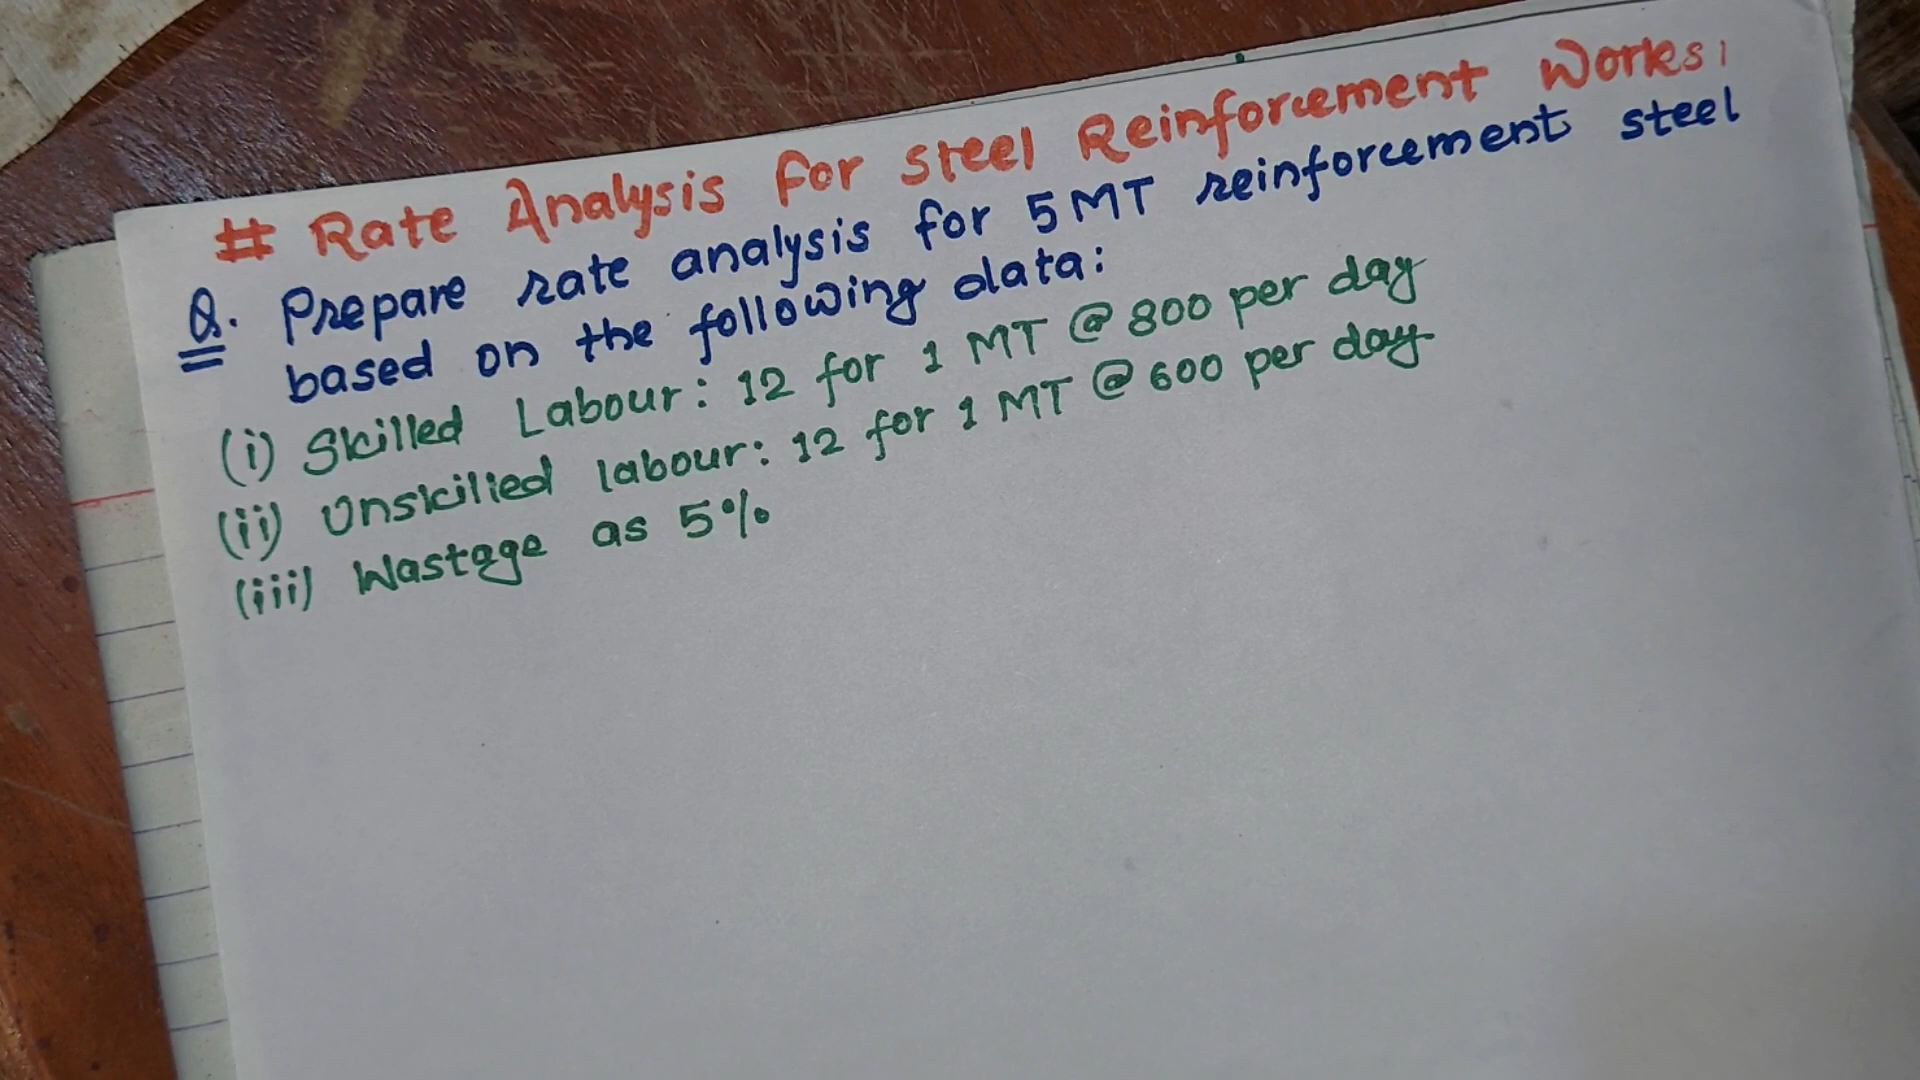 # Rate Analysis for Steel Reinforcement Works:
Q. Prepare rate analysis for 5 MT reinforcement steel
based on the following data:
(i) Skilled Labour: 12 for 1 MT @ 800 per day
(ii) Unskilled labour: 12 for 1 MT @ 600 per day
(iii) Wastage as 5%